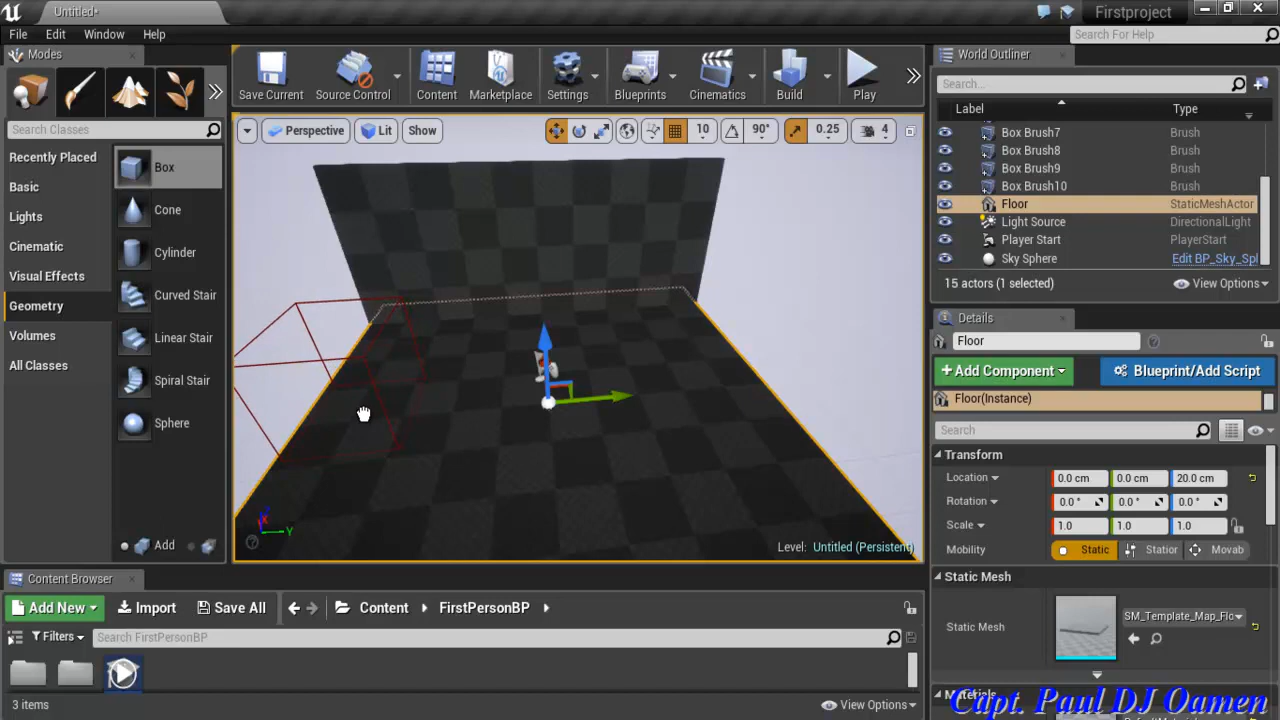 Untitled*
Firstproject
File Edit Window Help
Search For Help
Modes
Search Classes
Recently Placed
Basic
Lights
Cinematic
Visual Effects
Geometry
Volumes
All Classes
Box
Cone
Cylinder
Curved Stair
Linear Stair
Spiral Stair
Sphere
Add
Save Current
Source Control
Content
Marketplace
Settings
Blueprints
Cinematics
Build
Play
Perspective Lit Show
10 90° 0.25 4
X
Y
Level: Untitled (Persistent)
World Outliner
Search...
Label Type
Box Brush7 Brush
Box Brush8 Brush
Box Brush9 Brush
Box Brush10 Brush
Floor StaticMeshActor
Light Source DirectionalLight
Player Start PlayerStart
Sky Sphere Edit BP_Sky_Spl
15 actors (1 selected) View Options
Details
Floor
+ Add Component Blueprint/Add Script
Floor(Instance)
Search
Transform
Location 0.0 cm 0.0 cm 20.0 cm
Rotation 0.0 ° 0.0 ° 0.0 °
Scale 1.0 1.0 1.0
Mobility Static Station Movab
Static Mesh
Static Mesh SM_Template_Map_Flo
Materials
Content Browser
Add New Import Save All Content FirstPersonBP
Filters Search FirstPersonBP
3 items View Options
Capt. Paul DJ Oamen